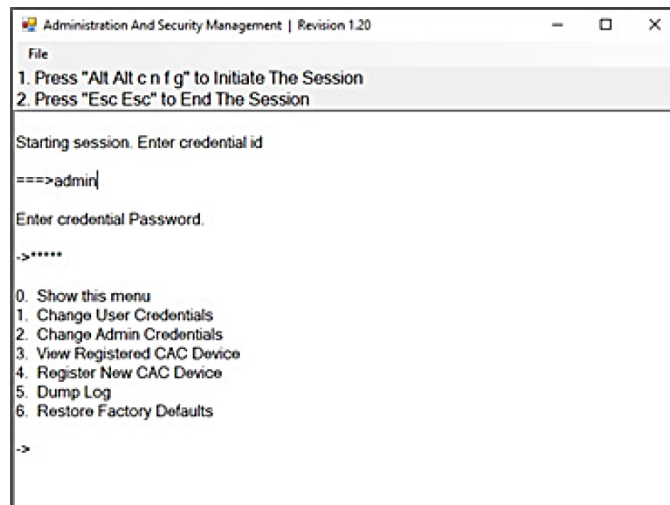 Administration And Security Management | Revision 1.20
File
1. Press "Alt Alt c n f g" to Initiate The Session
2. Press "Esc Esc" to End The Session
Starting session. Enter credential id
===>admin
Enter credential Password.
->*****
0. Show this menu
1. Change User Credentials
2. Change Admin Credentials
3. View Registered CAC Device
4. Register New CAC Device
5. Dump Log
6. Restore Factory Defaults
->